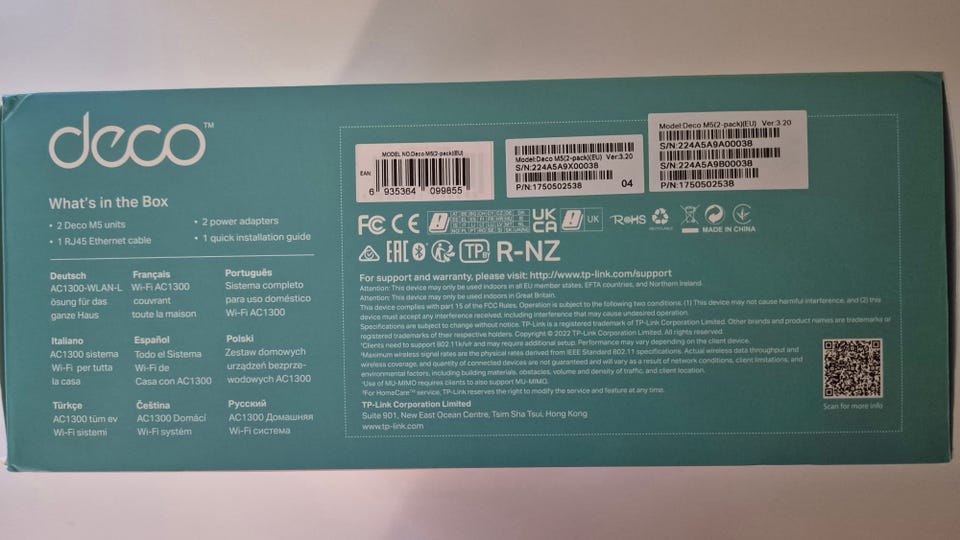 deco™
What's in the Box
• 2 Deco M5 units
• 1 RJ45 Ethernet cable
• 2 power adapters
• 1 quick installation guide
Deutsch
AC1300-WLAN-L
ösung für das
ganze Haus
Français
Wi-Fi AC1300
couvrant
toute la maison
Português
Sistema completo
para uso doméstico
Wi-Fi AC1300
Italiano
AC1300 sistema
Wi-Fi per tutta
la casa
Español
Todo el Sistema
Wi-Fi de
Casa con AC1300
Polski
Zestaw domowych
urządzeń bezprze-
wodowych AC1300
Türkçe
AC1300 tüm ev
Wi-Fi sistemi
Čeština
AC1300 Domácí
Wi-Fi systém
Русский
AC1300 Домашняя
Wi-Fi система
MODEL NO.Deco M5(2-pack)(EU)
EAN
6 935364 099855
Model:Deco M5(2-pack)(EU) Ver:3.20
S/N:224A5A9X00038
P/N:1750502538 04
Model:Deco M5(2-pack)(EU) Ver:3.20
S/N:224A5A9A00038
S/N:224A5A9B00038
P/N:1750502538
FC CE UK CA UK RoHS RECYCLABLE MADE IN CHINA
EAC TP BY R-NZ
For support and warranty, please visit: http://www.tp-link.com/support
Attention: This device may only be used indoors in all EU member states, EFTA countries, and Northern Ireland.
Attention: This device may only be used indoors in Great Britain.
This device complies with part 15 of the FCC Rules. Operation is subject to the following two conditions: (1) This device may not cause harmful interference, and (2) this
device must accept any interference received, including interference that may cause undesired operation.
Specifications are subject to change without notice. TP-Link is a registered trademark of TP-Link Corporation Limited. Other brands and product names are trademarks or
registered trademarks of their respective holders. Copyright © 2022 TP-Link Corporation Limited. All rights reserved.
Clients need to support 802.11k/v/r and may require additional setup. Performance may vary depending on the client device.
Maximum wireless signal rates are the physical rates derived from IEEE Standard 802.11 specifications. Actual wireless data throughput and
wireless coverage, and quantity of connected devices are not guaranteed and will vary as a result of network conditions, client limitations, and
environmental factors, including building materials, obstacles, volume and density of traffic, and client location.
Use of MU-MIMO requires clients to also support MU-MIMO.
For HomeCare™ service, TP-Link reserves the right to modify the service and feature at any time.
TP-Link Corporation Limited
Suite 901, New East Ocean Centre, Tsim Sha Tsui, Hong Kong
www.tp-link.com
Scan for more info